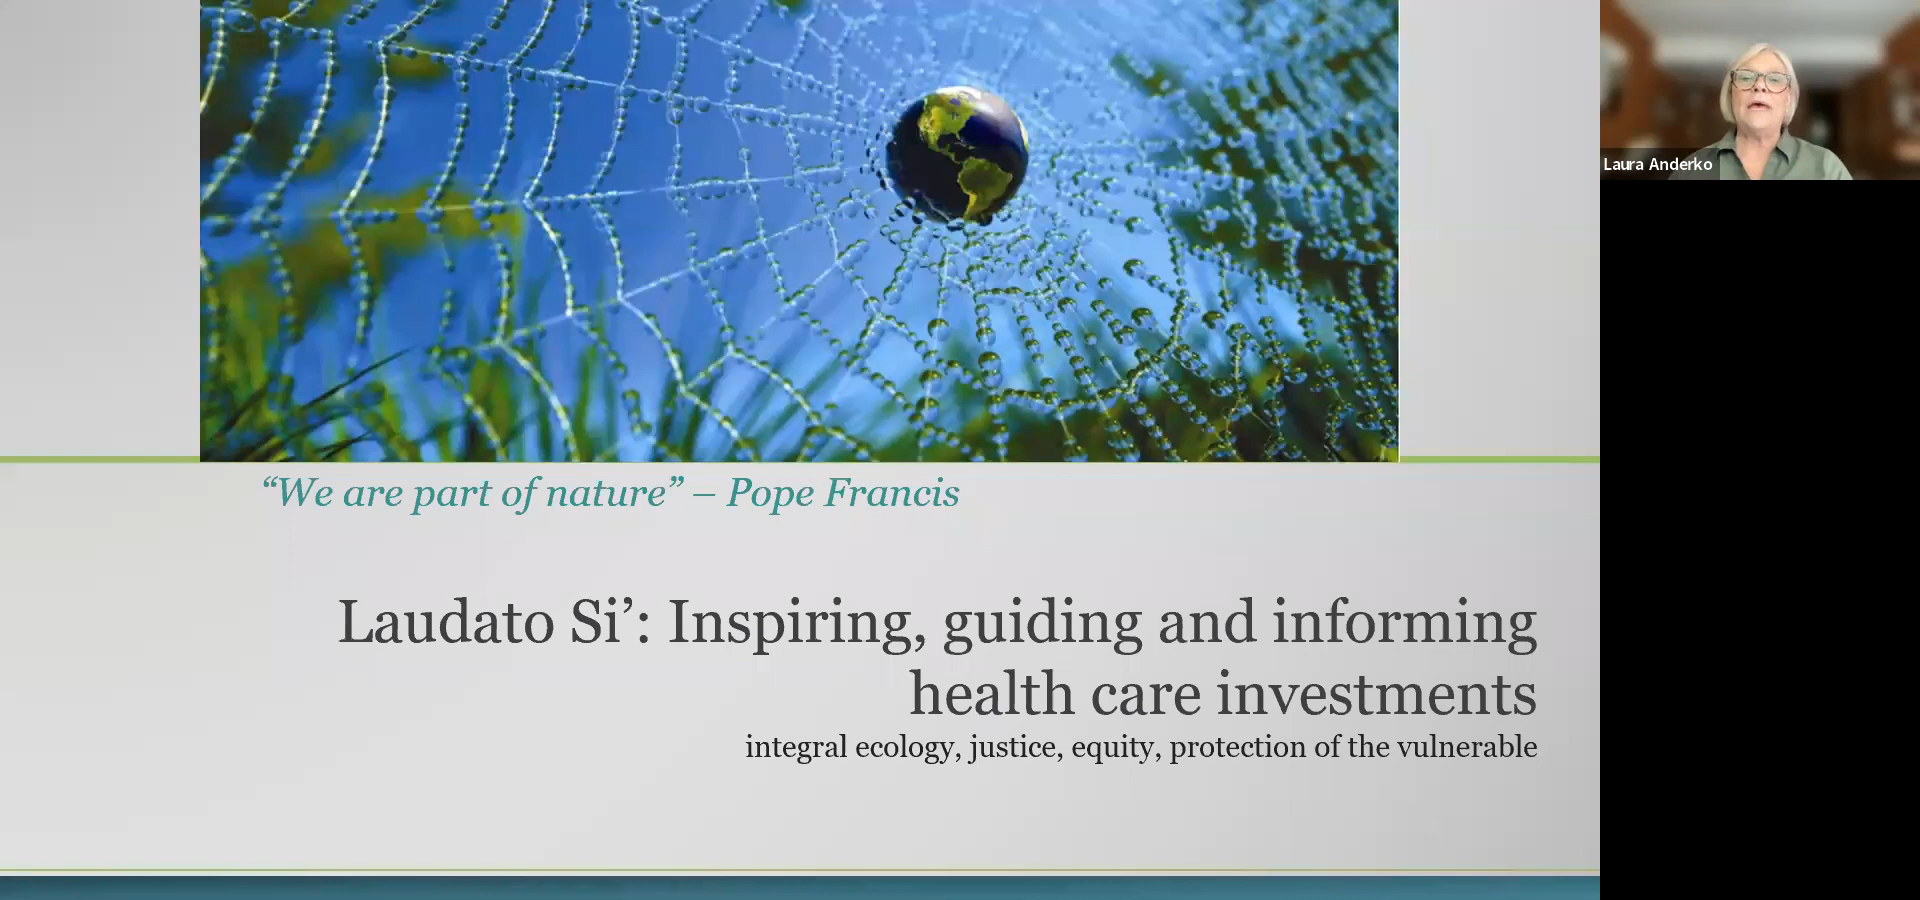 “We are part of nature” – Pope Francis
Laudato Si’: Inspiring, guiding and informing
health care investments
integral ecology, justice, equity, protection of the vulnerable
Laura Anderko